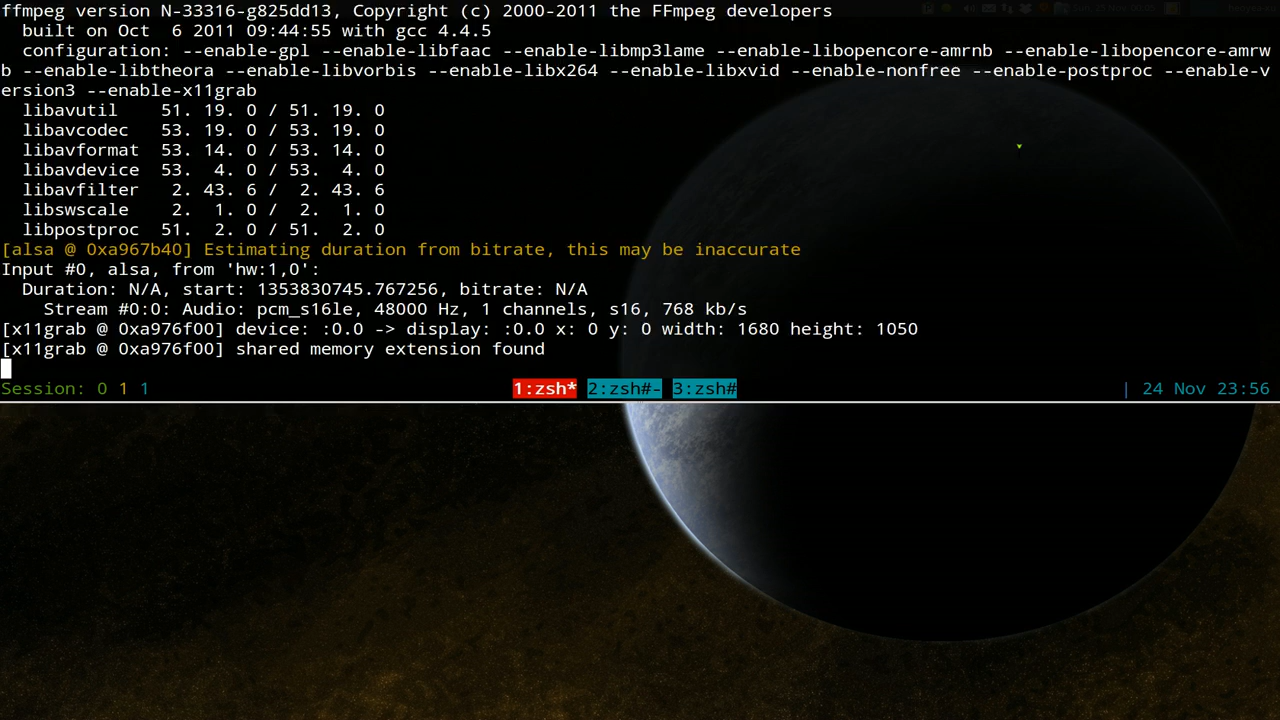 ffmpeg version N-33316-g825dd13, Copyright (c) 2000-2011 the FFmpeg developers
  built on Oct  6 2011 09:44:55 with gcc 4.4.5
  configuration: --enable-gpl --enable-libfaac --enable-libmp3lame --enable-libopencore-amrnb --enable-libopencore-amrw
b --enable-libtheora --enable-libvorbis --enable-libx264 --enable-libxvid --enable-nonfree --enable-postproc --enable-v
ersion3 --enable-x11grab
  libavutil    51. 19. 0 / 51. 19. 0
  libavcodec   53. 19. 0 / 53. 19. 0
  libavformat  53. 14. 0 / 53. 14. 0
  libavdevice  53.  4. 0 / 53.  4. 0
  libavfilter   2. 43. 6 /  2. 43. 6
  libswscale    2.  1. 0 /  2.  1. 0
  libpostproc  51.  2. 0 / 51.  2. 0
[alsa @ 0xa967b40] Estimating duration from bitrate, this may be inaccurate
Input #0, alsa, from 'hw:1,0':
  Duration: N/A, start: 1353830745.767256, bitrate: N/A
    Stream #0:0: Audio: pcm_s16le, 48000 Hz, 1 channels, s16, 768 kb/s
[x11grab @ 0xa976f00] device: :0.0 -> display: :0.0 x: 0 y: 0 width: 1680 height: 1050
[x11grab @ 0xa976f00] shared memory extension found
Session: 0 1 1 1:zsh* 2:zsh#- 3:zsh# | 24 Nov 23:56